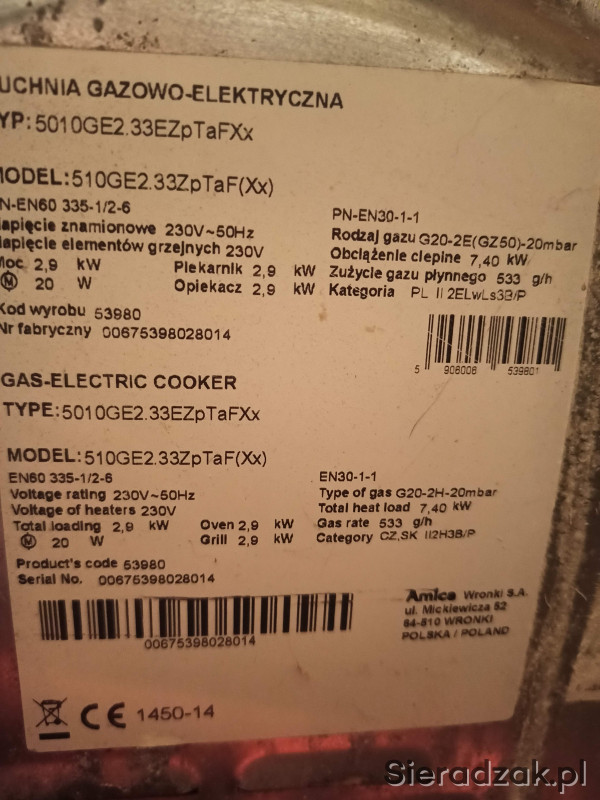 UCHNIA GAZOWO-ELEKTRYCZNA
YP: 5010GE2.33EZpTaFXx
MODEL: 510GE2.33ZpTaF(Xx)
N-EN60 335-1/2-6
apięcie znamionowe 230V~50Hz
apięcie elementów grzejnych 230V
Moc 2,9 kW Piekarnik 2,9 kW
M 20 W Opiekacz 2,9 kW
Kod wyrobu 53980
Nr fabryczny 00675398028014
PN-EN30-1-1
Rodzaj gazu G20-2E(GZ50)-20mbar
Obciążenie cieplne 7,40 kW
Zużycie gazu płynnego 533 g/h
Kategoria PL II2ELwLs3B/P
5 906006 539801
GAS-ELECTRIC COOKER
TYPE: 5010GE2.33EZpTaFXx
MODEL: 510GE2.33ZpTaF(Xx)
EN60 335-1/2-6
Voltage rating 230V~50Hz
Voltage of heaters 230V
Total loading 2,9 kW Oven 2,9 kW
M 20 W Grill 2,9 kW
Product's code 53980
Serial No. 00675398028014
EN30-1-1
Type of gas G20-2H-20mbar
Total heat load 7,40 kW
Gas rate 533 g/h
Category CZ,SK II2H3B/P
00675398028014
Amica Wronki S.A.
ul. Mickiewicza 52
64-510 WRONKI
POLSKA / POLAND
CE 1450-14
Sieradzak.pl